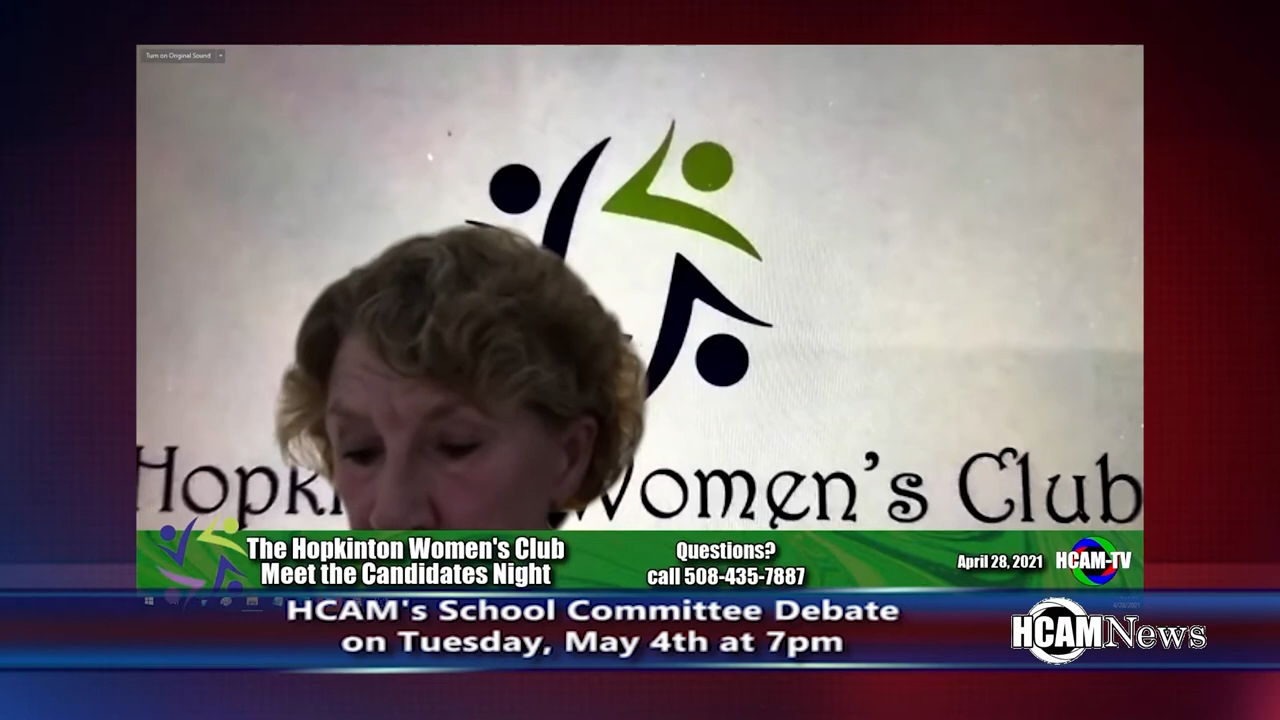 Turn on Original Sound
Hopki Women's Club
The Hopkinton Women's Club
Meet the Candidates Night
Questions?
call 508-435-7887
April 28, 2021
HCAM-TV
HCAM's School Committee Debate
on Tuesday, May 4th at 7pm
HCAMNews